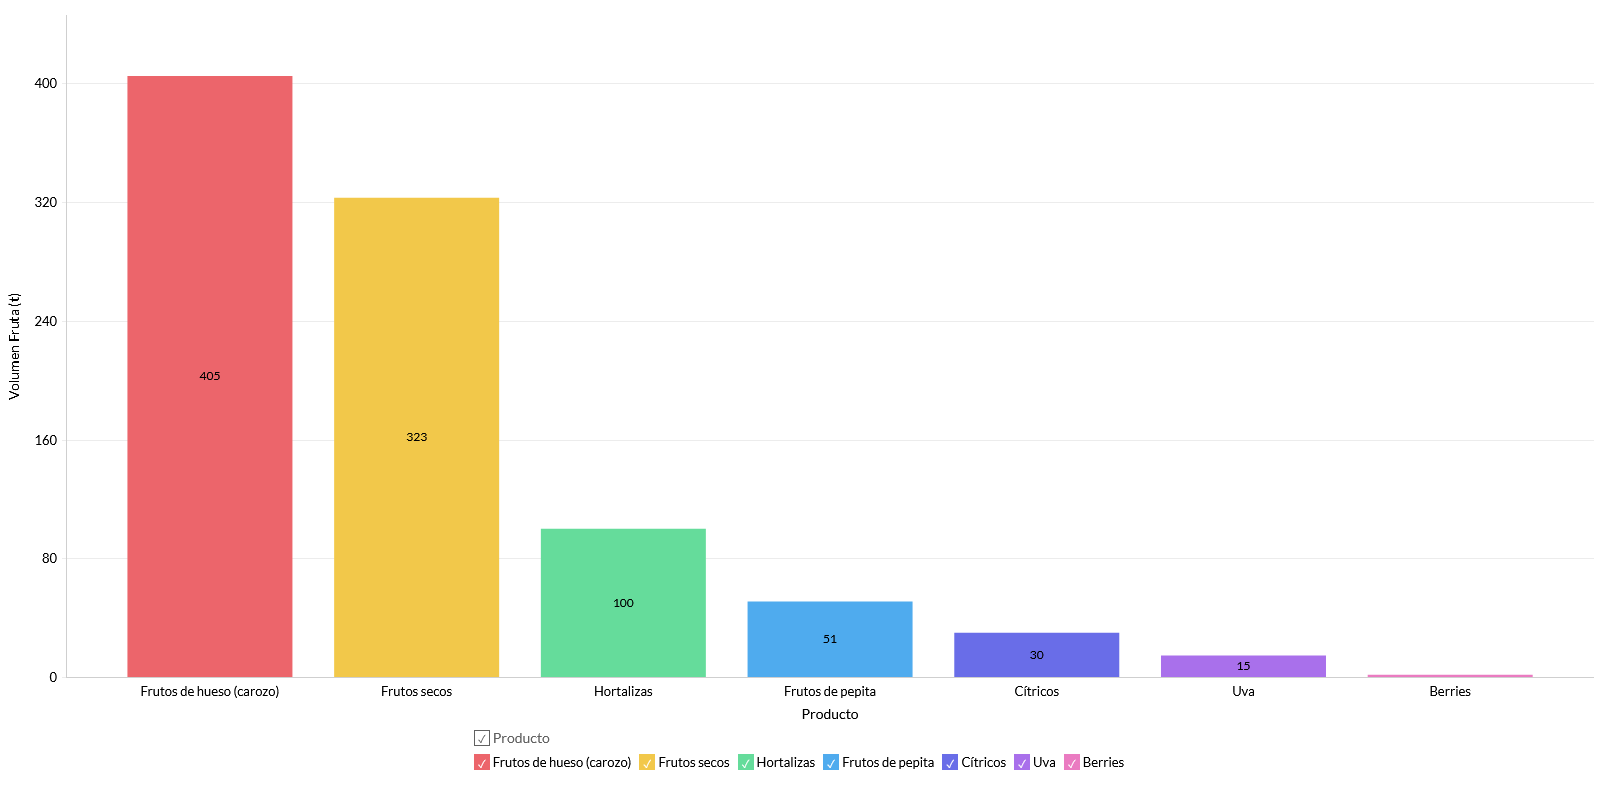 400
320
240
160
80
0
Volumen Fruta (t)
405
323
100
51
30
15
Frutos de hueso (carozo) Frutos secos Hortalizas Frutos de pepita Cítricos Uva Berries
Producto
Producto
Frutos de hueso (carozo) Frutos secos Hortalizas Frutos de pepita Cítricos Uva Berries